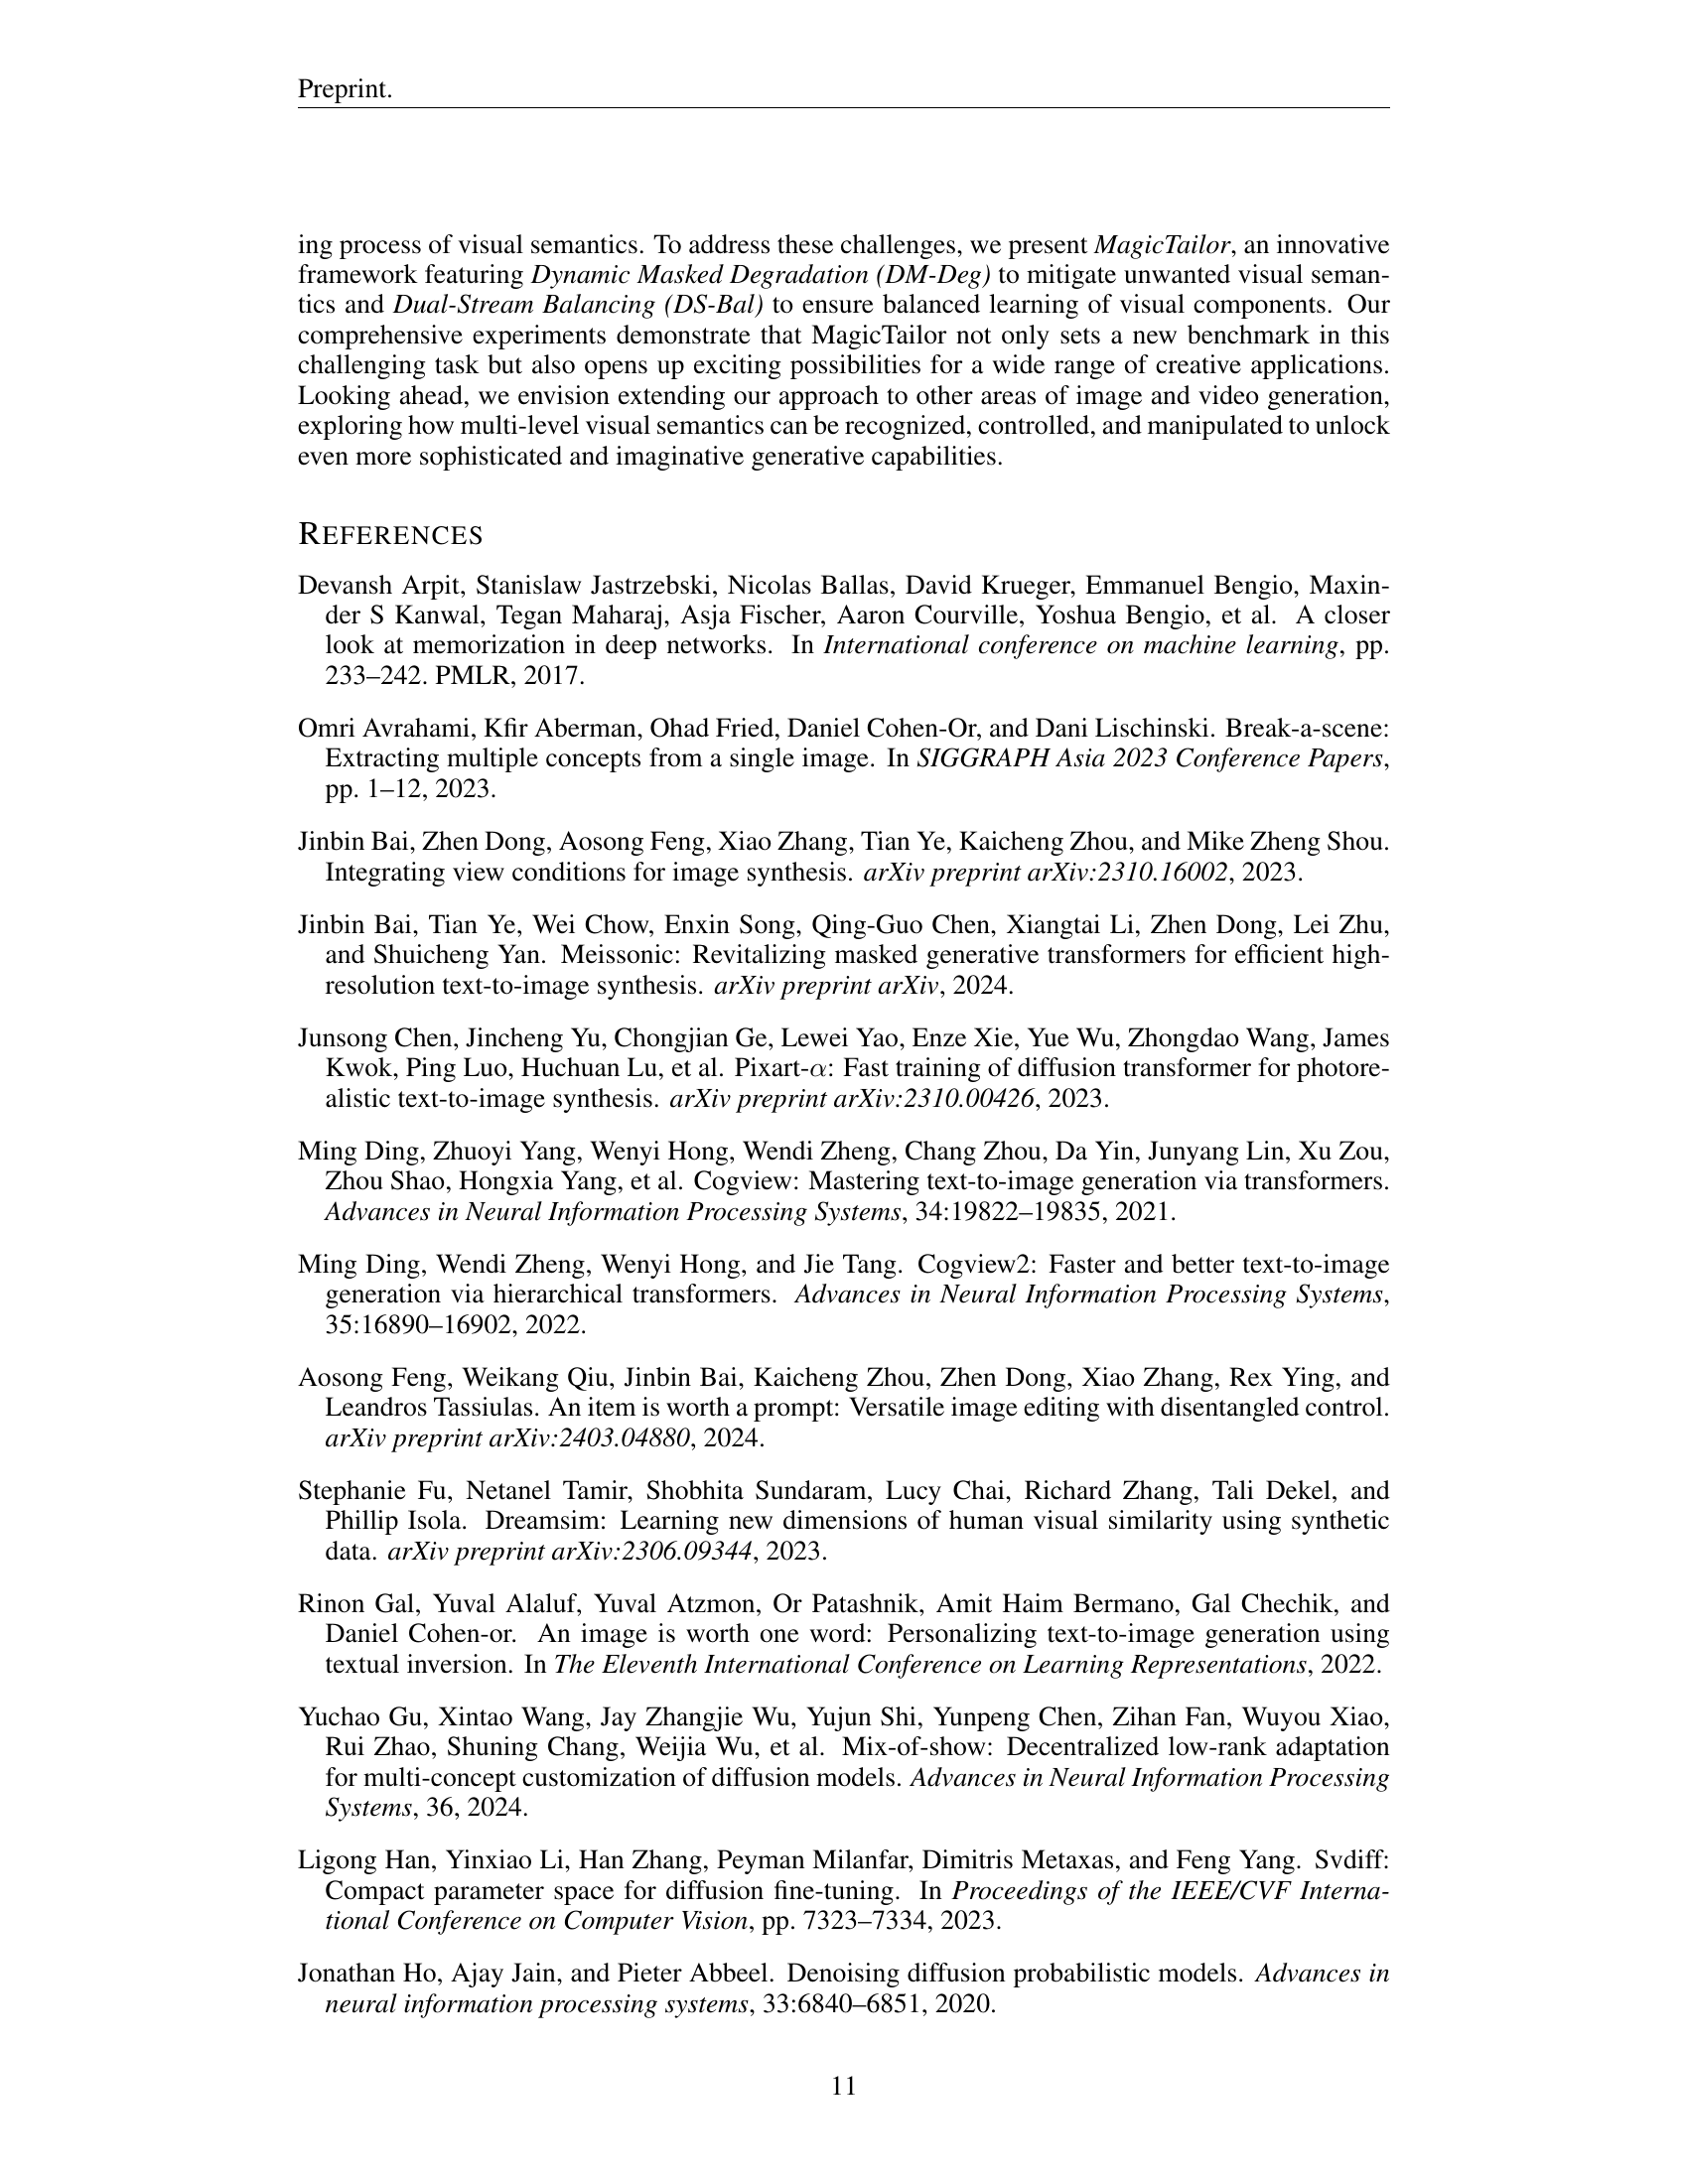 Preprint.
ing process of visual semantics. To address these challenges, we present MagicTailor, an innovative
framework featuring Dynamic Masked Degradation (DM-Deg) to mitigate unwanted visual seman-
tics and Dual-Stream Balancing (DS-Bal) to ensure balanced learning of visual components. Our
comprehensive experiments demonstrate that MagicTailor not only sets a new benchmark in this
challenging task but also opens up exciting possibilities for a wide range of creative applications.
Looking ahead, we envision extending our approach to other areas of image and video generation,
exploring how multi-level visual semantics can be recognized, controlled, and manipulated to unlock
even more sophisticated and imaginative generative capabilities.
REFERENCES
Devansh Arpit, Stanislaw Jastrzebski, Nicolas Ballas, David Krueger, Emmanuel Bengio, Maxin-
der S Kanwal, Tegan Maharaj, Asja Fischer, Aaron Courville, Yoshua Bengio, et al. A closer
look at memorization in deep networks. In International conference on machine learning, pp.
233–242. PMLR, 2017.
Omri Avrahami, Kfir Aberman, Ohad Fried, Daniel Cohen-Or, and Dani Lischinski. Break-a-scene:
Extracting multiple concepts from a single image. In SIGGRAPH Asia 2023 Conference Papers,
pp. 1–12, 2023.
Jinbin Bai, Zhen Dong, Aosong Feng, Xiao Zhang, Tian Ye, Kaicheng Zhou, and Mike Zheng Shou.
Integrating view conditions for image synthesis. arXiv preprint arXiv:2310.16002, 2023.
Jinbin Bai, Tian Ye, Wei Chow, Enxin Song, Qing-Guo Chen, Xiangtai Li, Zhen Dong, Lei Zhu,
and Shuicheng Yan. Meissonic: Revitalizing masked generative transformers for efficient high-
resolution text-to-image synthesis. arXiv preprint arXiv, 2024.
Junsong Chen, Jincheng Yu, Chongjian Ge, Lewei Yao, Enze Xie, Yue Wu, Zhongdao Wang, James
Kwok, Ping Luo, Huchuan Lu, et al. Pixart-α: Fast training of diffusion transformer for photore-
alistic text-to-image synthesis. arXiv preprint arXiv:2310.00426, 2023.
Ming Ding, Zhuoyi Yang, Wenyi Hong, Wendi Zheng, Chang Zhou, Da Yin, Junyang Lin, Xu Zou,
Zhou Shao, Hongxia Yang, et al. Cogview: Mastering text-to-image generation via transformers.
Advances in Neural Information Processing Systems, 34:19822–19835, 2021.
Ming Ding, Wendi Zheng, Wenyi Hong, and Jie Tang. Cogview2: Faster and better text-to-image
generation via hierarchical transformers. Advances in Neural Information Processing Systems,
35:16890–16902, 2022.
Aosong Feng, Weikang Qiu, Jinbin Bai, Kaicheng Zhou, Zhen Dong, Xiao Zhang, Rex Ying, and
Leandros Tassiulas. An item is worth a prompt: Versatile image editing with disentangled control.
arXiv preprint arXiv:2403.04880, 2024.
Stephanie Fu, Netanel Tamir, Shobhita Sundaram, Lucy Chai, Richard Zhang, Tali Dekel, and
Phillip Isola. Dreamsim: Learning new dimensions of human visual similarity using synthetic
data. arXiv preprint arXiv:2306.09344, 2023.
Rinon Gal, Yuval Alaluf, Yuval Atzmon, Or Patashnik, Amit Haim Bermano, Gal Chechik, and
Daniel Cohen-or. An image is worth one word: Personalizing text-to-image generation using
textual inversion. In The Eleventh International Conference on Learning Representations, 2022.
Yuchao Gu, Xintao Wang, Jay Zhangjie Wu, Yujun Shi, Yunpeng Chen, Zihan Fan, Wuyou Xiao,
Rui Zhao, Shuning Chang, Weijia Wu, et al. Mix-of-show: Decentralized low-rank adaptation
for multi-concept customization of diffusion models. Advances in Neural Information Processing
Systems, 36, 2024.
Ligong Han, Yinxiao Li, Han Zhang, Peyman Milanfar, Dimitris Metaxas, and Feng Yang. Svdiff:
Compact parameter space for diffusion fine-tuning. In Proceedings of the IEEE/CVF Interna-
tional Conference on Computer Vision, pp. 7323–7334, 2023.
Jonathan Ho, Ajay Jain, and Pieter Abbeel. Denoising diffusion probabilistic models. Advances in
neural information processing systems, 33:6840–6851, 2020.
11